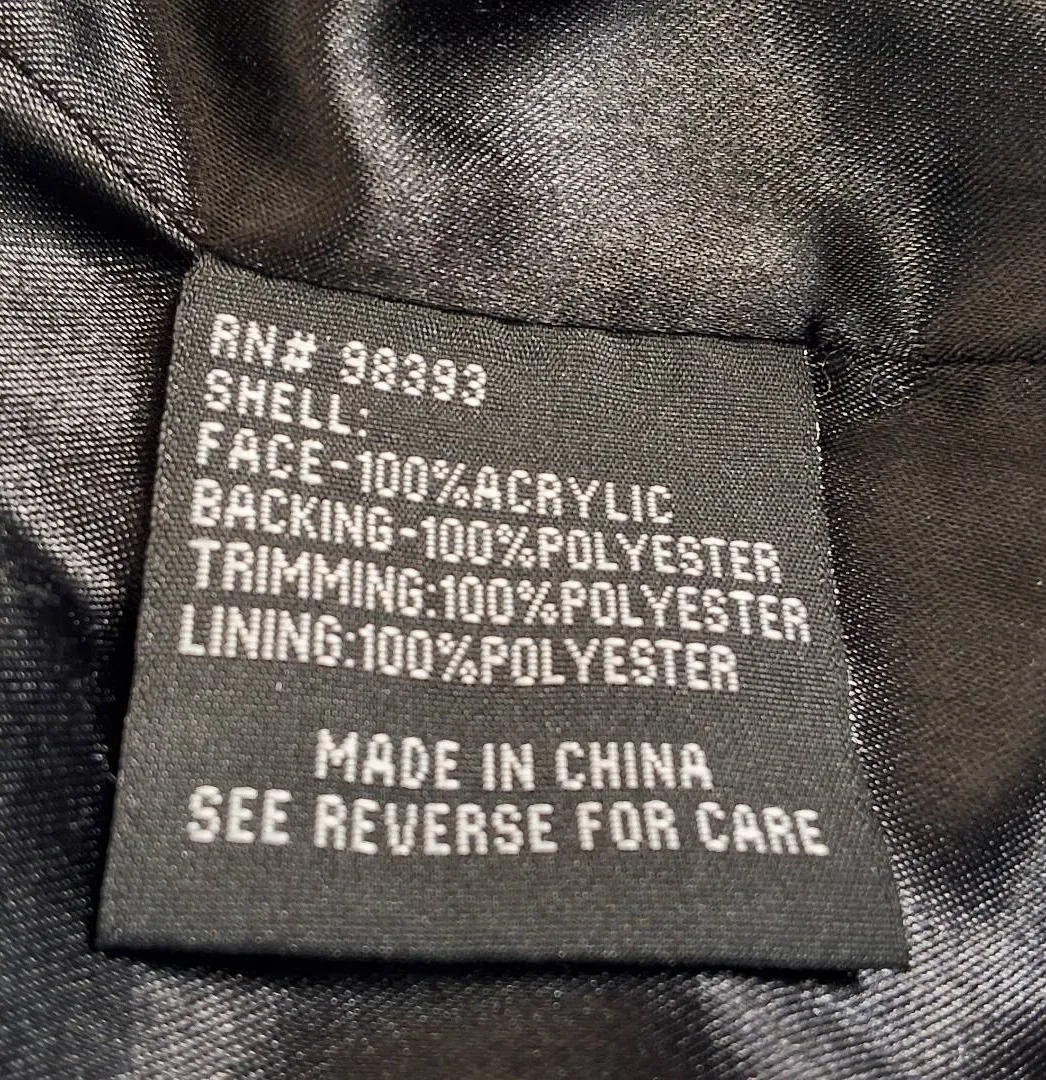 RN# 98393
SHELL:
FACE-100%ACRYLIC
BACKING-100%POLYESTER
TRIMMING:100%POLYESTER
LINING:100%POLYESTER
MADE IN CHINA
SEE REVERSE FOR CARE